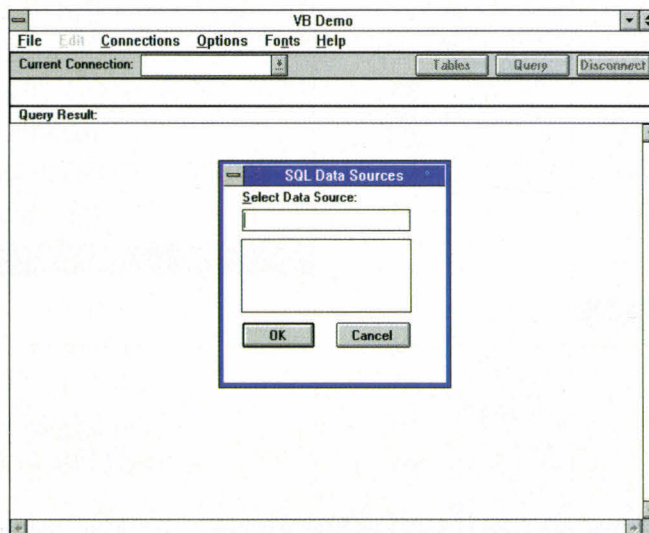 VB Demo
File Edit Connections Options Fonts Help
Current Connection: Tables Query Disconnect
Query Result:
SQL Data Sources
Select Data Source:
OK Cancel